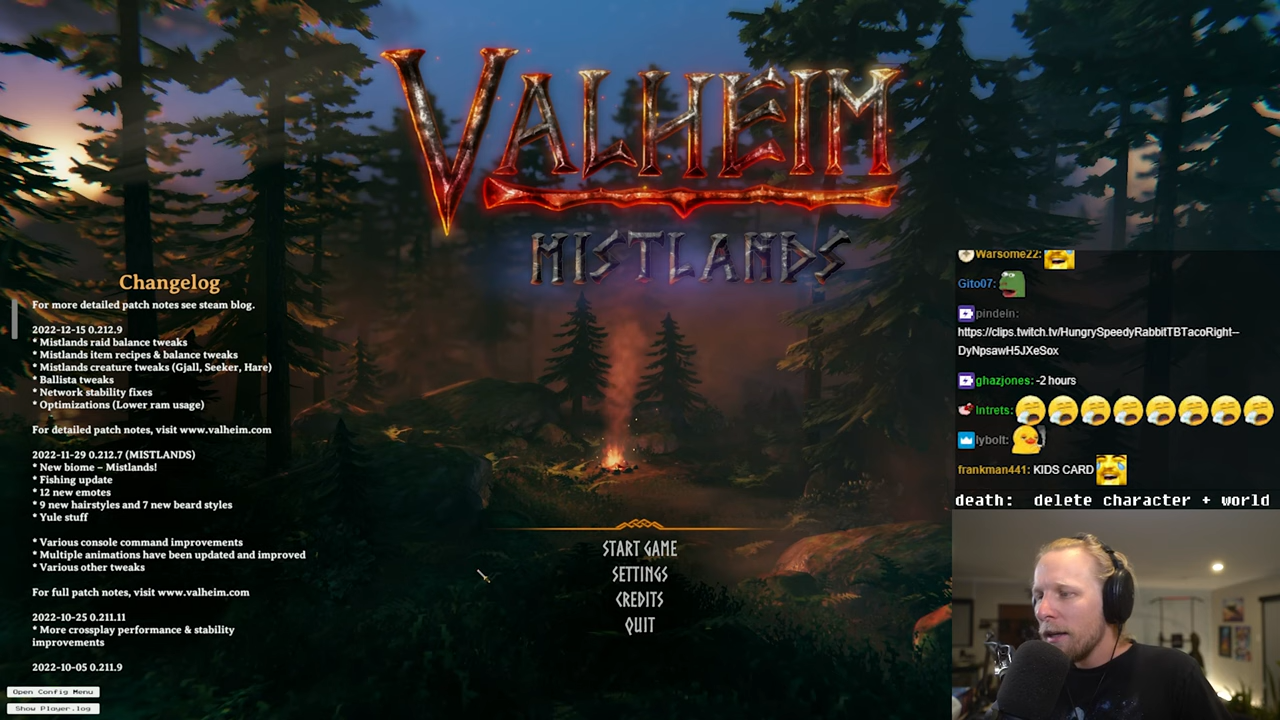 VALHEIM
MISTLANDS
Changelog
For more detailed patch notes see steam blog.
2022-12-15 0.212.9
* Mistlands raid balance tweaks
* Mistlands item recipes & balance tweaks
* Mistlands creature tweaks (Gjall, Seeker, Hare)
* Ballista tweaks
* Network stability fixes
* Optimizations (Lower ram usage)
For detailed patch notes, visit www.valheim.com
2022-11-29 0.212.7 (MISTLANDS)
* New biome – Mistlands!
* Fishing update
* 12 new emotes
* 9 new hairstyles and 7 new beard styles
* Yule stuff
* Various console command improvements
* Multiple animations have been updated and improved
* Various other tweaks
For full patch notes, visit www.valheim.com
2022-10-25 0.211.11
* More crossplay performance & stability
improvements
2022-10-05 0.211.9
Open Config Menu
Show Player.log
START GAME
SETTINGS
CREDITS
QUIT
Warsome22:
Gito07:
pindein:
https://clips.twitch.tv/HungrySpeedyRabbitTBTacoRight--
DyNpsawH5JXeSox
ghazjones: -2 hours
Intrets:
lybolt:
frankman441: KIDS CARD
death: delete character + world